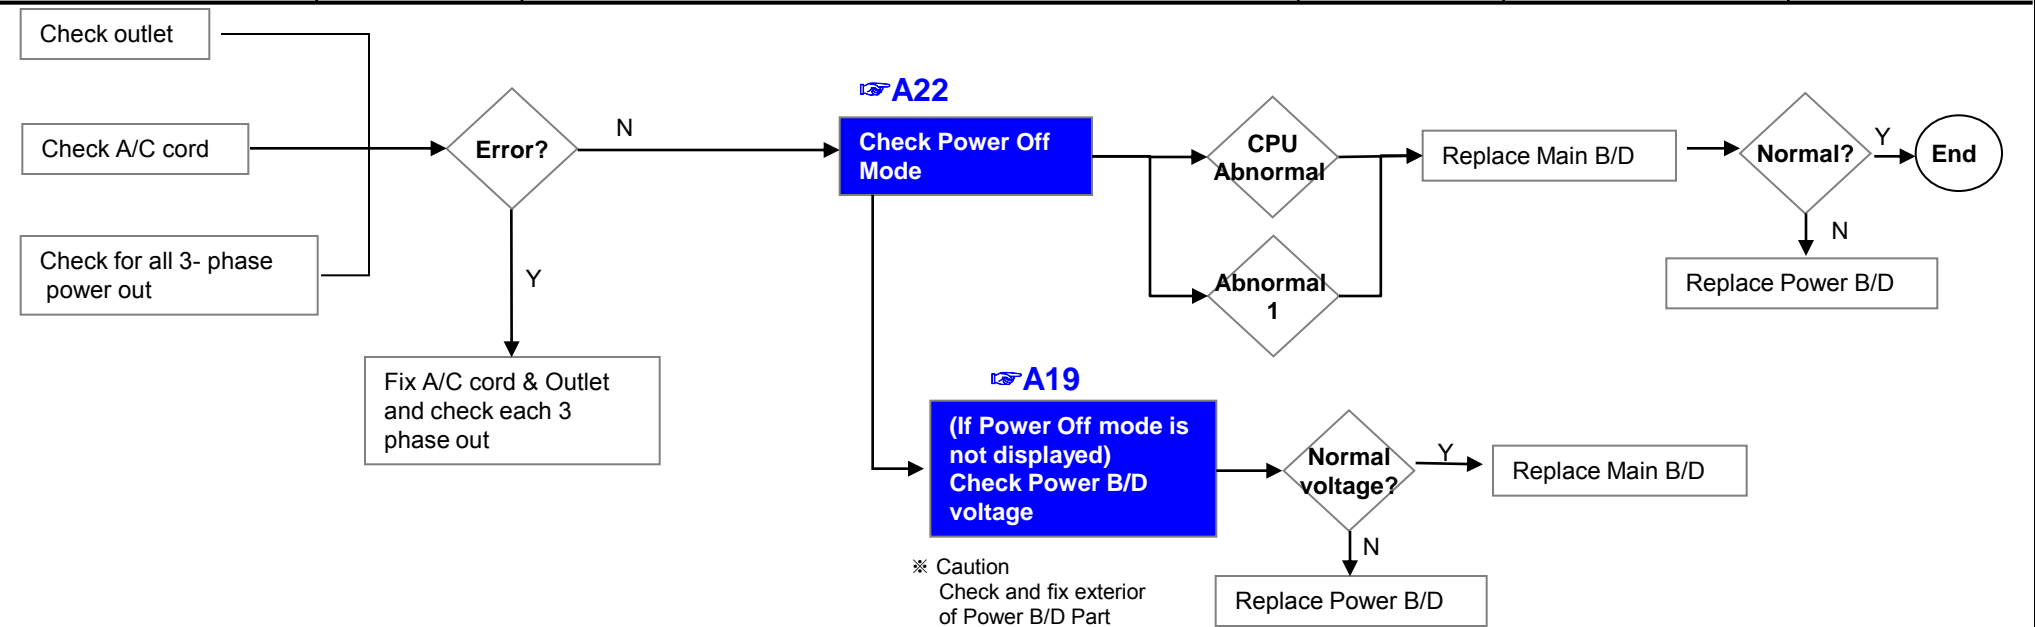 Check outlet
Check A/C cord
Check for all 3- phase
power out
Error?
N
Y
Fix A/C cord & Outlet
and check each 3
phase out
☞A22
Check Power Off
Mode
CPU
Abnormal
Abnormal
1
Replace Main B/D
Normal?
Y
End
N
Replace Power B/D
☞A19
(If Power Off mode is
not displayed)
Check Power B/D
voltage
※ Caution
Check and fix exterior
of Power B/D Part
Normal
voltage?
Y
Replace Main B/D
N
Replace Power B/D